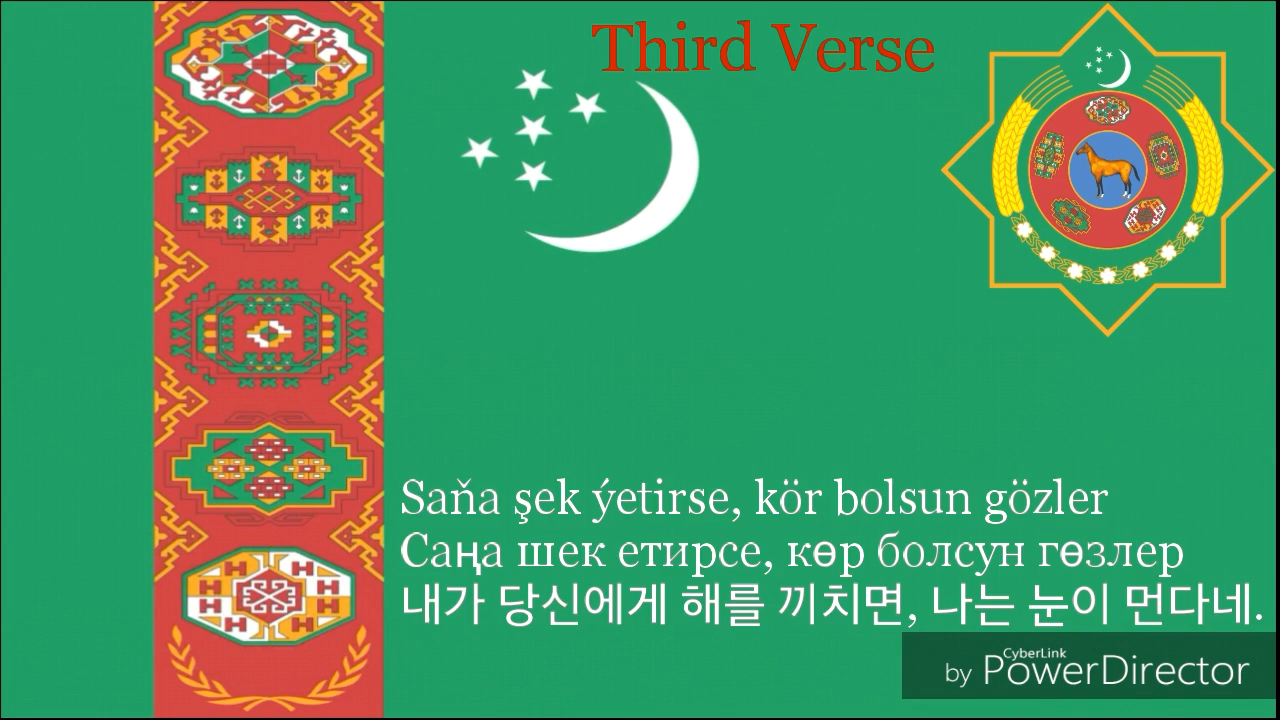 Third Verse
Saňa şek ýetirse, kör bolsun gözler
Саңа шек етирсе, көр болсун гөзлер
내가 당신에게 해를 끼치면, 나는 눈이 먼다네.
CyberLink
by PowerDirector